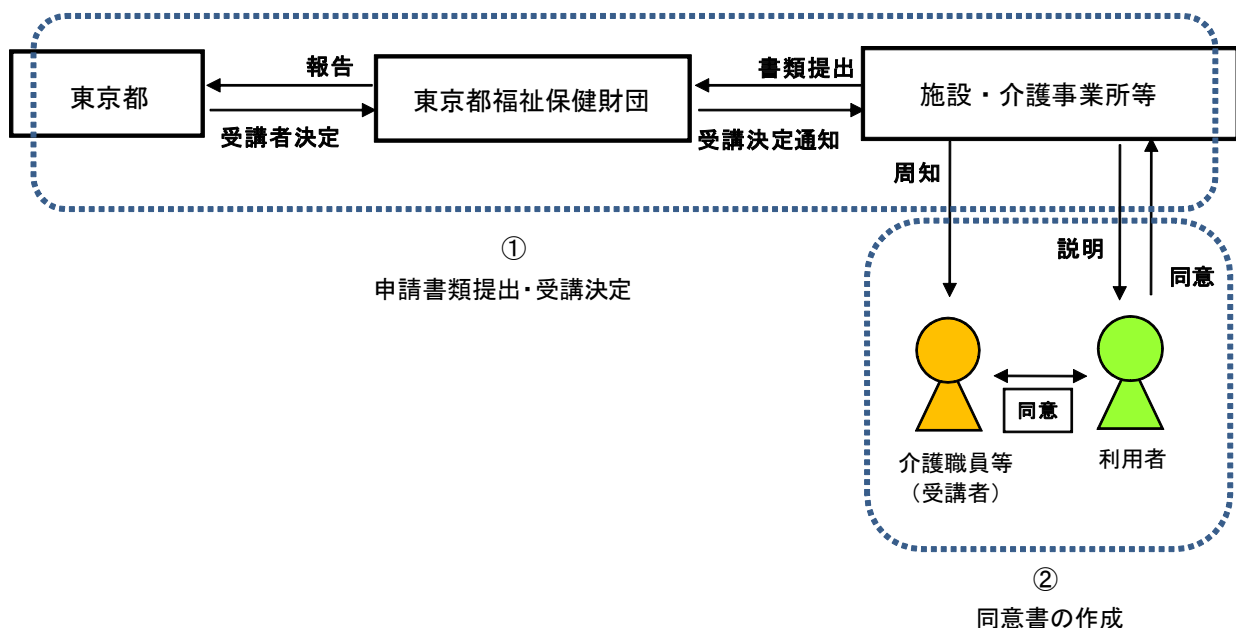 東京都
報告
受講者決定
東京都福祉保健財団
書類提出
受講決定通知
施設・介護事業所等
周知
説明
同意
①
申請書類提出・受講決定
同意
介護職員等
（受講者）
利用者
②
同意書の作成